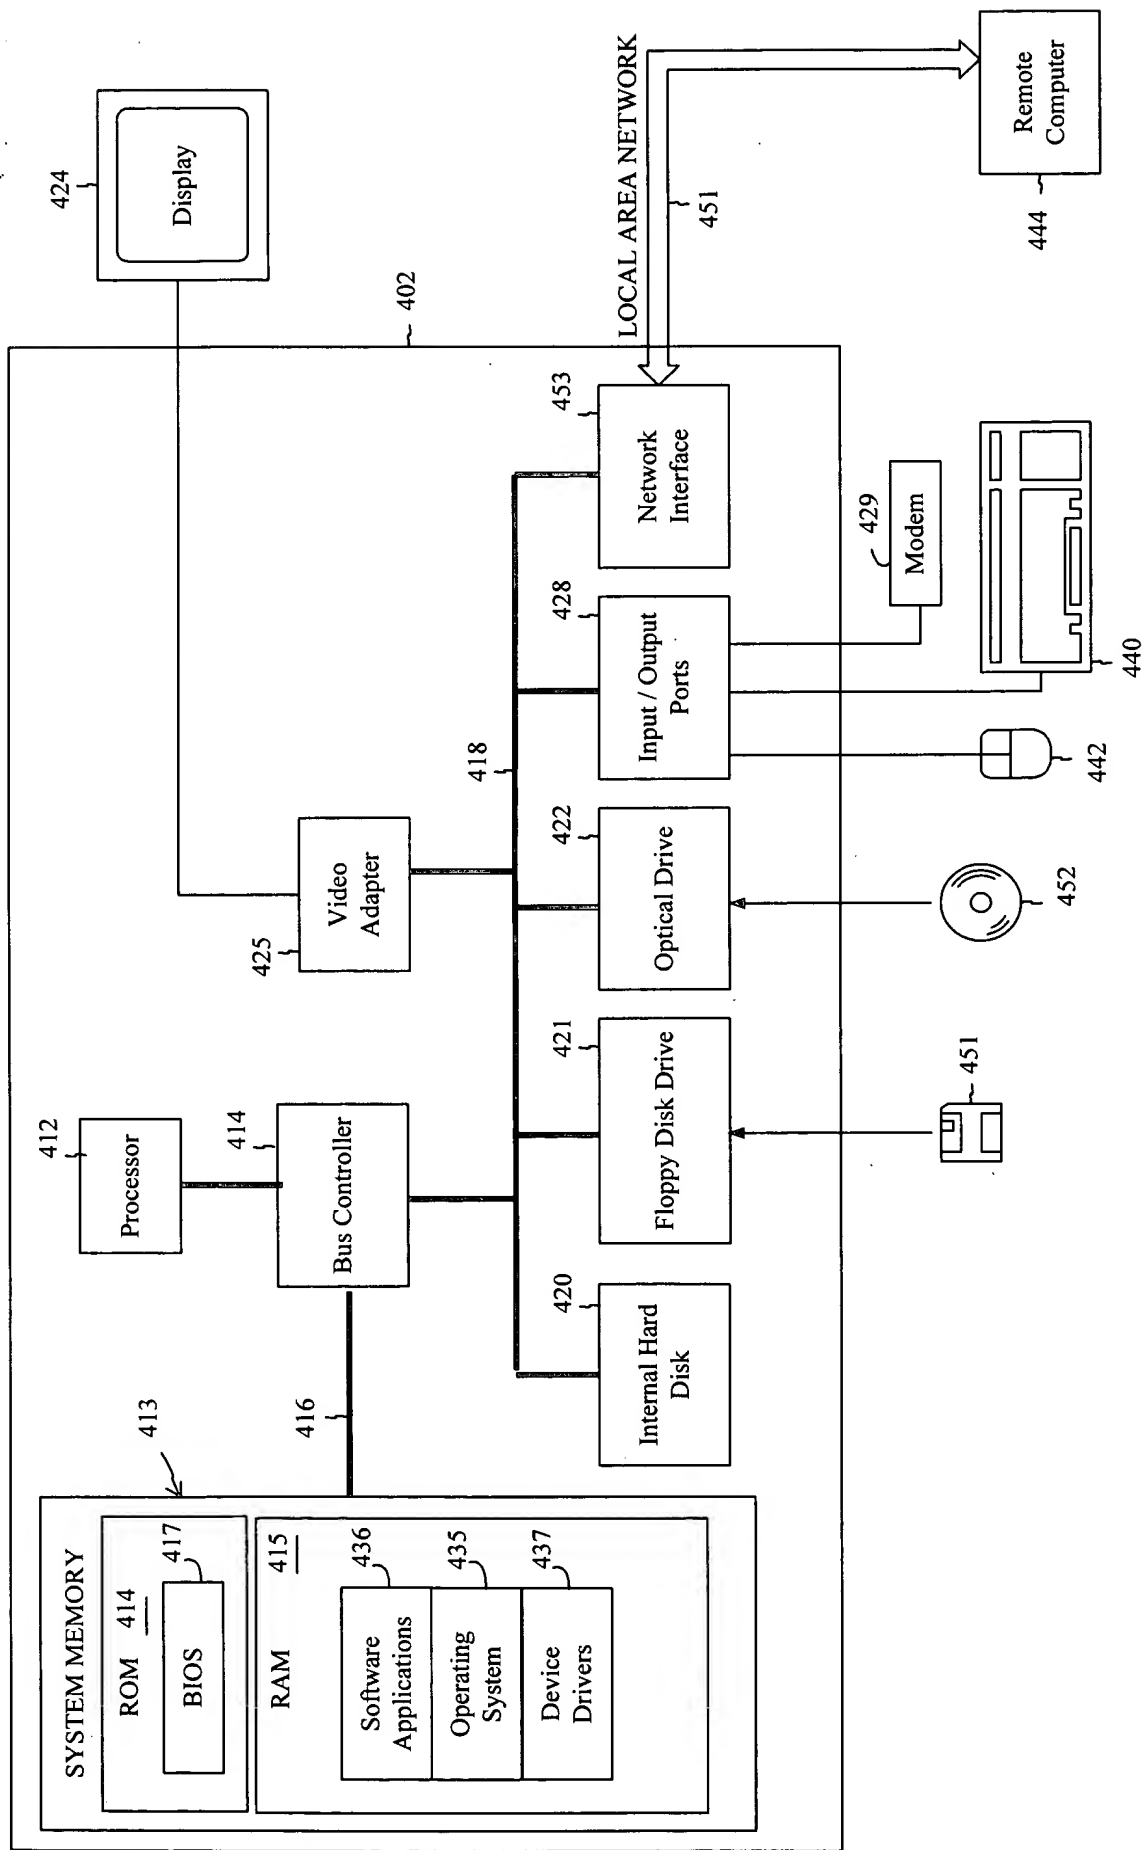 SYSTEM MEMORY
413
ROM 414
417
BIOS
RAM 415
436
Software
Applications
435
Operating
System
437
Device
Drivers
416
412
Processor
414
Bus Controller
425
Video
Adapter
424
Display
402
418
420
Internal Hard
Disk
421
Floppy Disk Drive
422
Optical Drive
428
Input / Output
Ports
453
Network
Interface
LOCAL AREA NETWORK
451
451
452
442
440
429
Modem
444
Remote
Computer